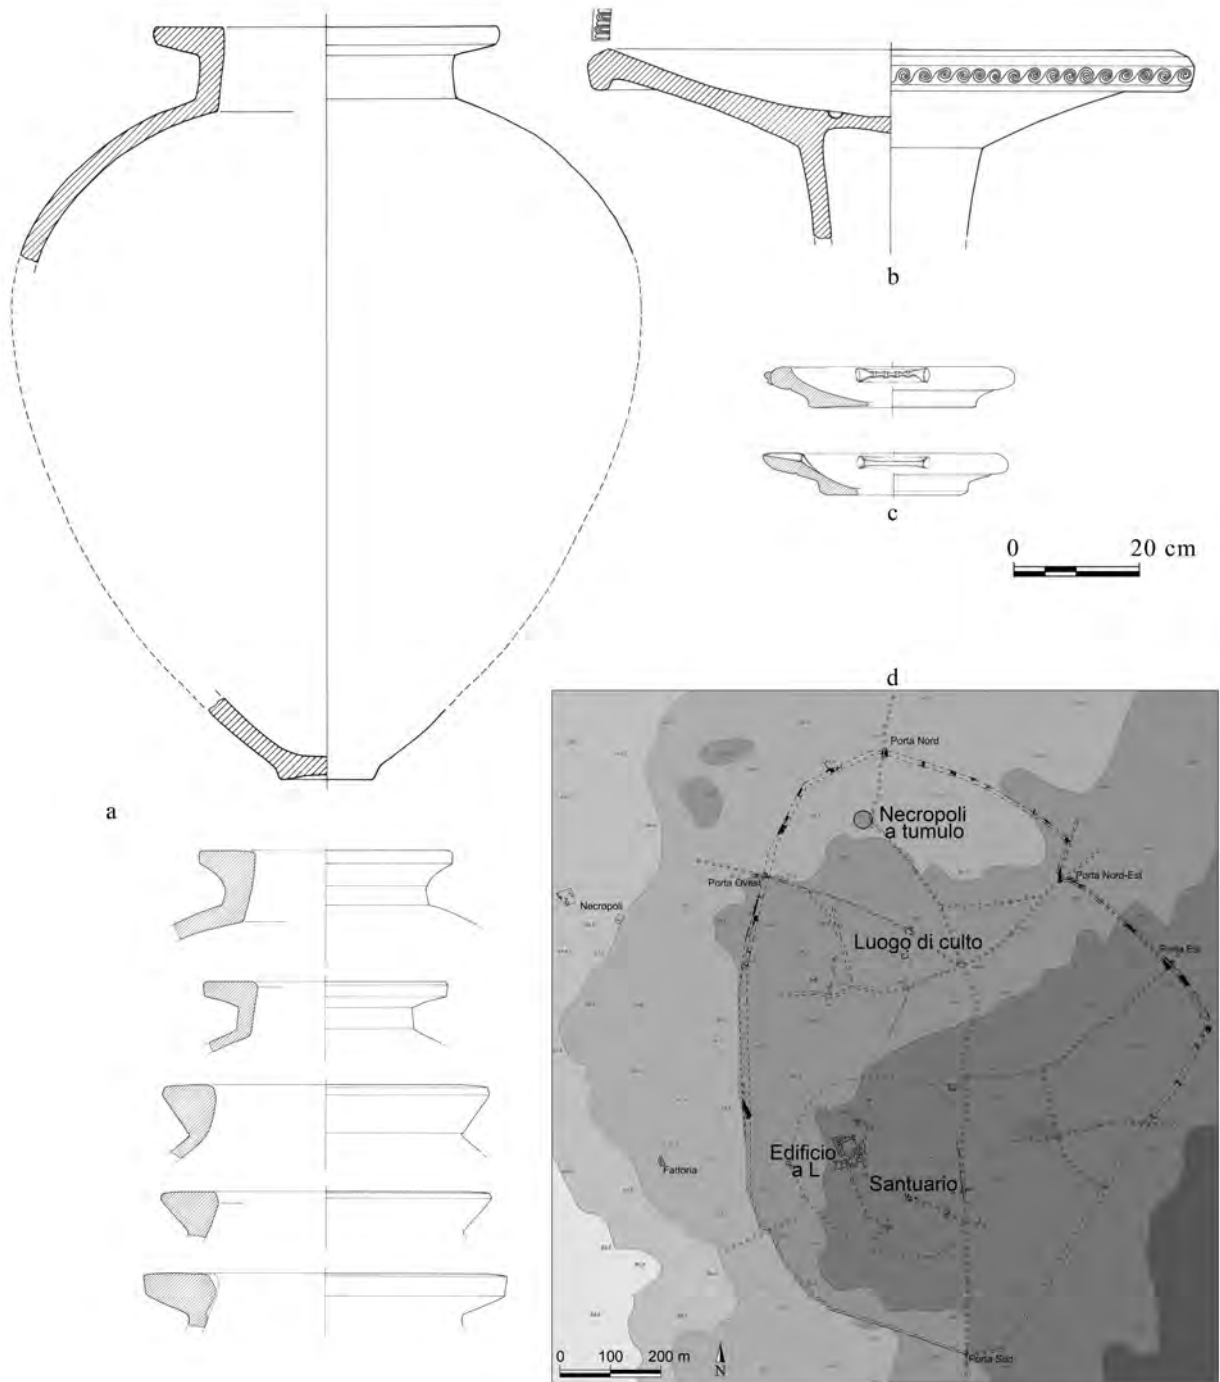 b
c
0 20 cm
d
a
Porta Nord
Necropoli
a tumulo
Porta Ovest
Porta Nord-Est
Necropoli
Luogo di culto
Porta Est
Edificio
a L
Fattoria
Santuario
0 100 200 m
N
Porta Sud